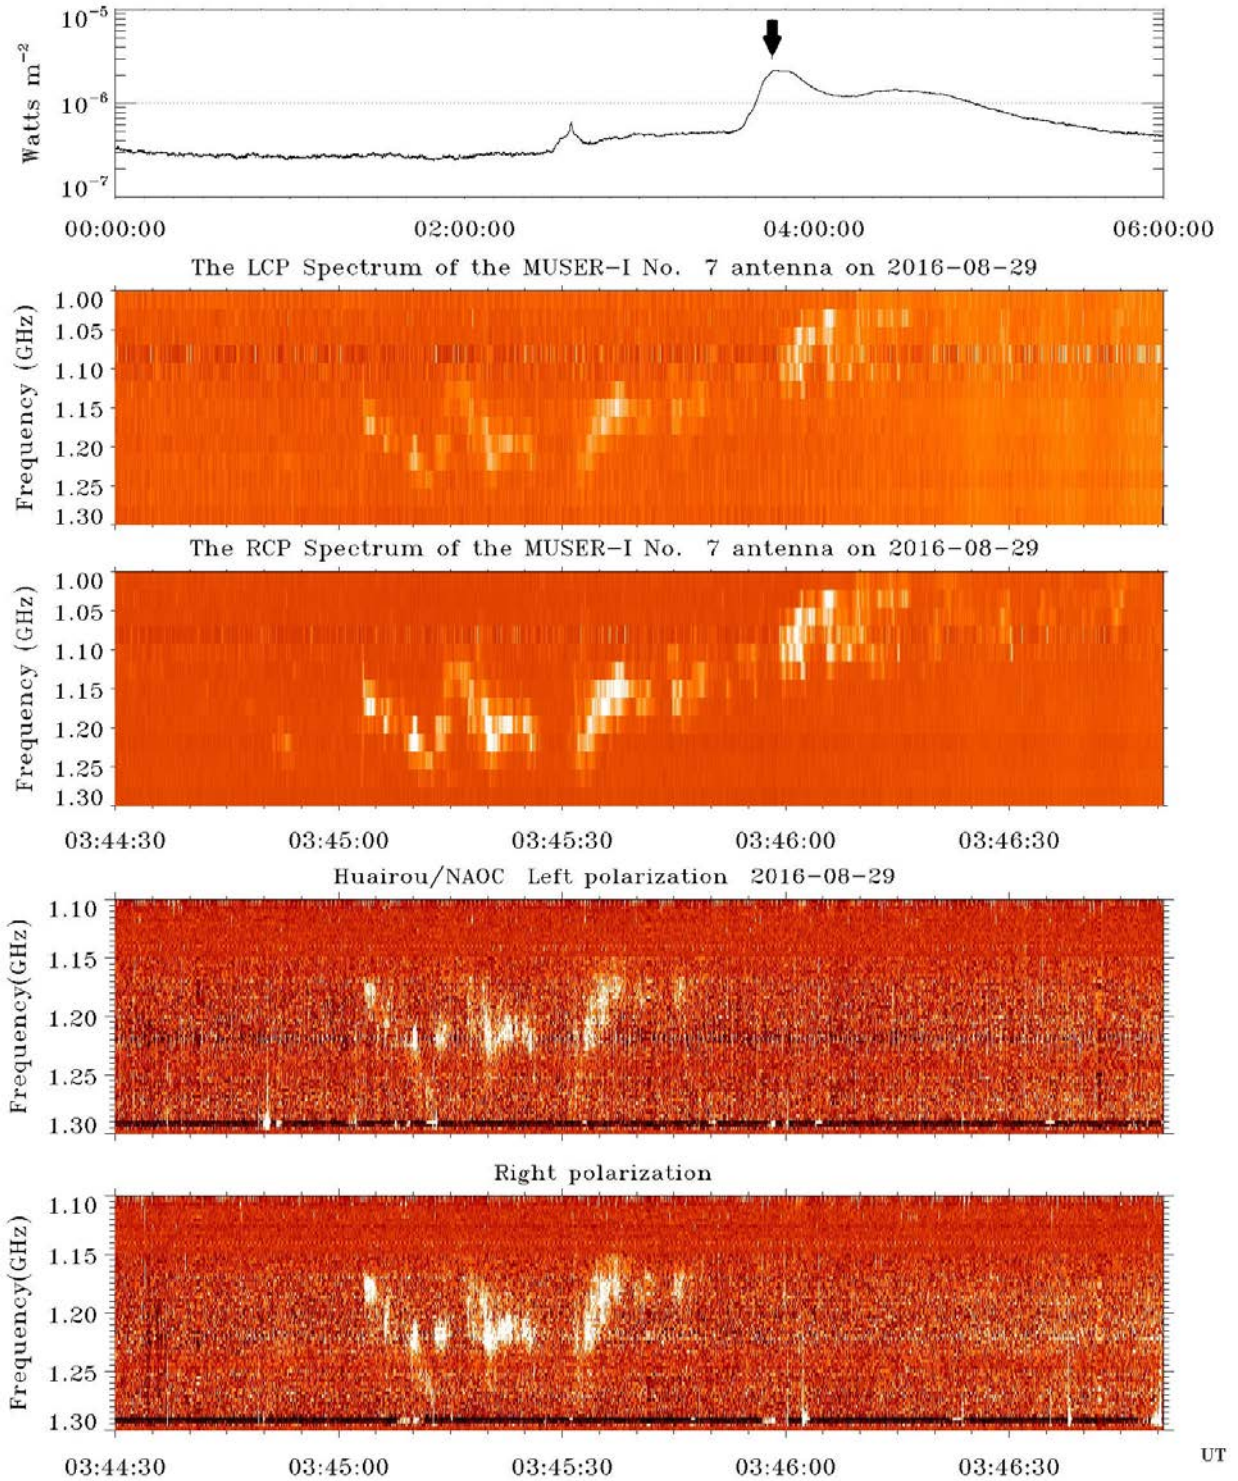 10−5
Watts m−2
10−6
10−7
00:00:00 02:00:00 04:00:00 06:00:00
The LCP Spectrum of the MUSER−I No. 7 antenna on 2016−08−29
Frequency (GHz)
1.00
1.05
1.10
1.15
1.20
1.25
1.30
The RCP Spectrum of the MUSER−I No. 7 antenna on 2016−08−29
Frequency (GHz)
1.00
1.05
1.10
1.15
1.20
1.25
1.30
03:44:30 03:45:00 03:45:30 03:46:00 03:46:30
Huairou/NAOC Left polarization 2016−08−29
Frequency(GHz)
1.10
1.15
1.20
1.25
1.30
Right polarization
Frequency(GHz)
1.10
1.15
1.20
1.25
1.30
03:44:30 03:45:00 03:45:30 03:46:00 03:46:30
UT